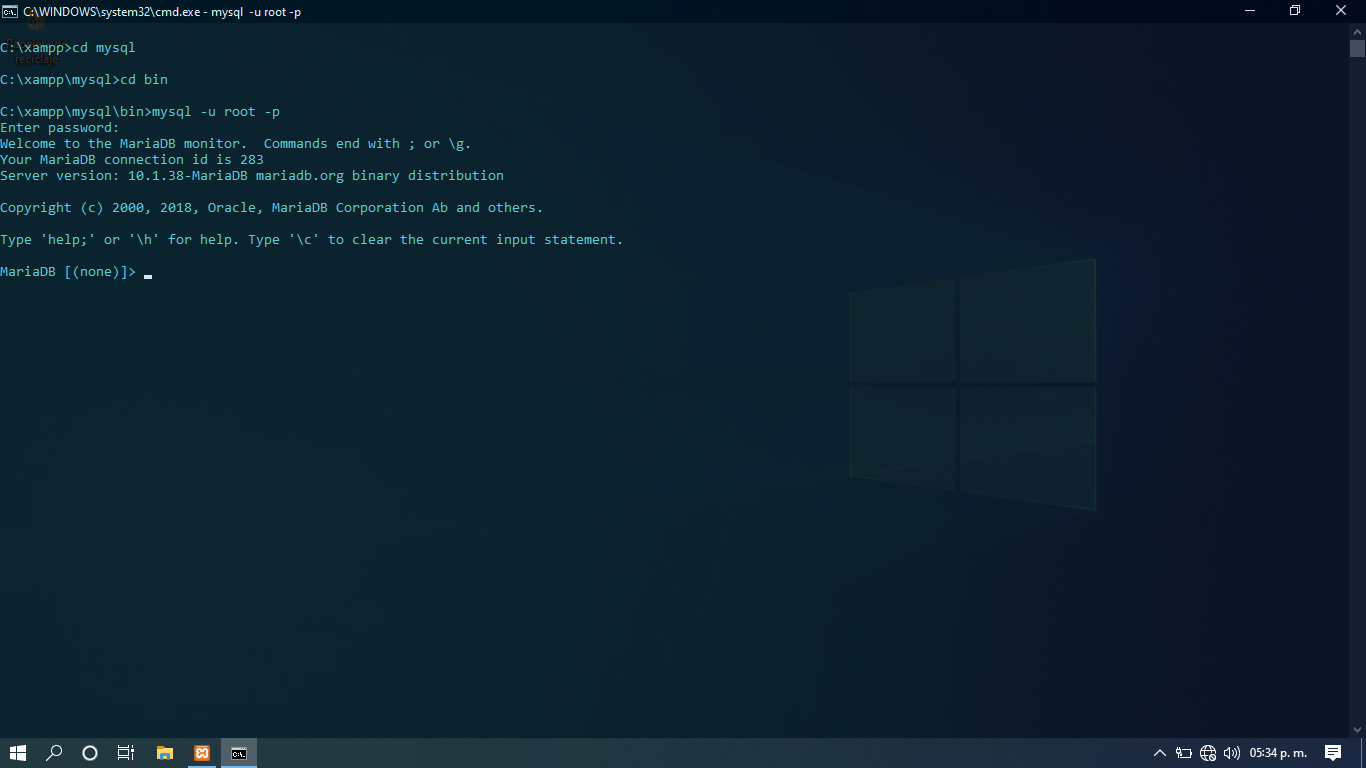 C:\WINDOWS\system32\cmd.exe - mysql  -u root -p
C:\xampp>cd mysql
reciclaje
C:\xampp\mysql>cd bin
C:\xampp\mysql\bin>mysql -u root -p
Enter password:
Welcome to the MariaDB monitor.  Commands end with ; or \g.
Your MariaDB connection id is 283
Server version: 10.1.38-MariaDB mariadb.org binary distribution
Copyright (c) 2000, 2018, Oracle, MariaDB Corporation Ab and others.
Type 'help;' or '\h' for help. Type '\c' to clear the current input statement.
MariaDB [(none)]>
05:34 p. m.